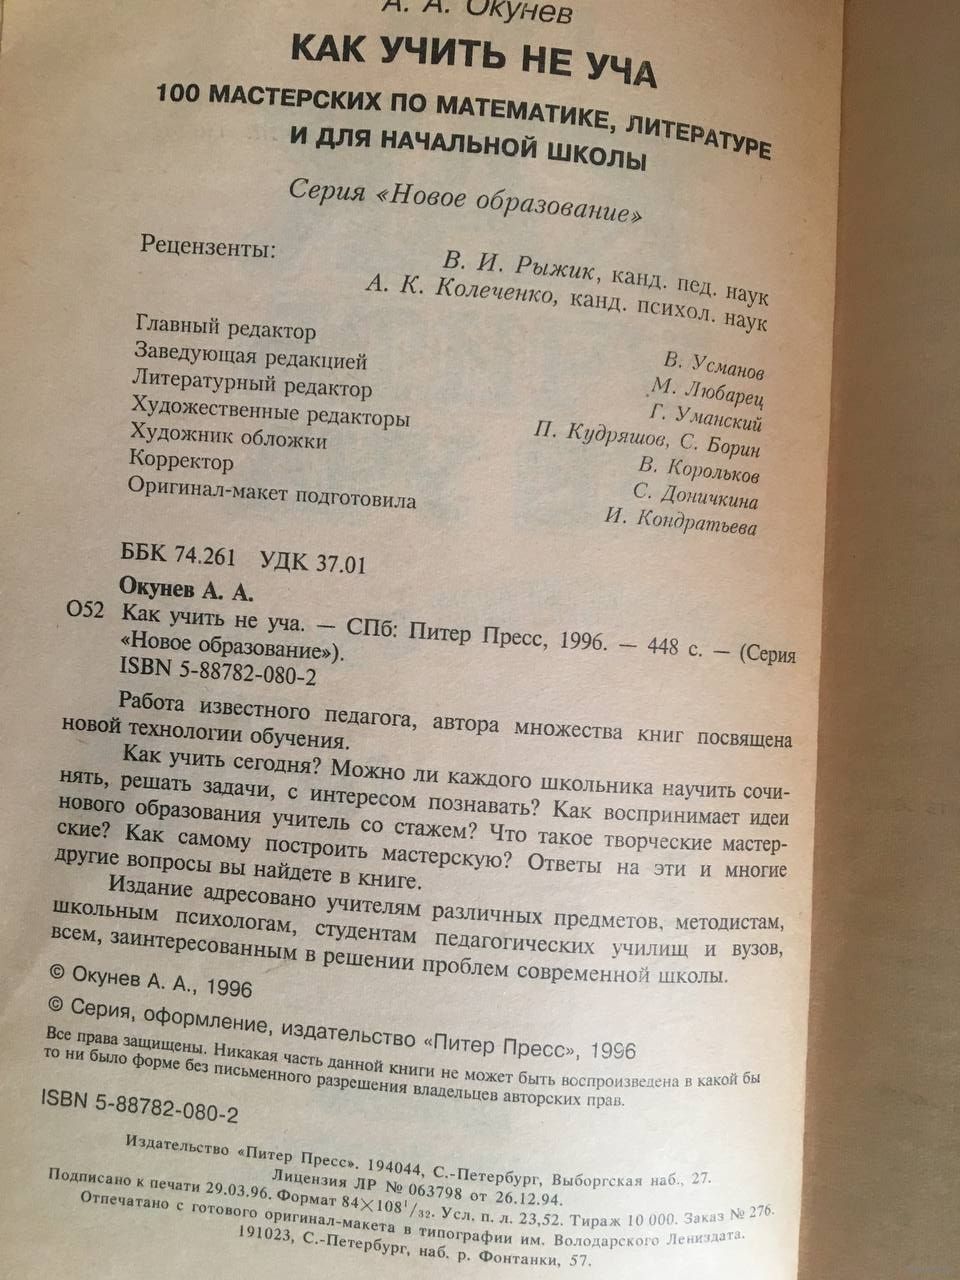 А. А. Окунев
КАК УЧИТЬ НЕ УЧА
100 МАСТЕРСКИХ ПО МАТЕМАТИКЕ, ЛИТЕРАТУРЕ
И ДЛЯ НАЧАЛЬНОЙ ШКОЛЫ
Серия «Новое образование»
Рецензенты:
В. И. Рыжик, канд. пед. наук
А. К. Колеченко, канд. психол. наук
Главный редактор В. Усманов
Заведующая редакцией М. Любарец
Литературный редактор Г. Уманский
Художественные редакторы П. Кудряшов, С. Борин
Художник обложки В. Корольков
Корректор С. Доничкина
Оригинал-макет подготовила И. Кондратьева
ББК 74.261 УДК 37.01
Окунев А. А.
О52 Как учить не уча. — СПб: Питер Пресс, 1996. — 448 с. — (Серия
«Новое образование»).
ISBN 5-88782-080-2
Работа известного педагога, автора множества книг посвящена
новой технологии обучения.
Как учить сегодня? Можно ли каждого школьника научить сочи-
нять, решать задачи, с интересом познавать? Как воспринимает идеи
нового образования учитель со стажем? Что такое творческие мастер-
ские? Как самому построить мастерскую? Ответы на эти и многие
другие вопросы вы найдете в книге.
Издание адресовано учителям различных предметов, методистам,
школьным психологам, студентам педагогических училищ и вузов,
всем, заинтересованным в решении проблем современной школы.
© Окунев А. А., 1996
© Серия, оформление, издательство «Питер Пресс», 1996
Все права защищены. Никакая часть данной книги не может быть воспроизведена в какой бы
то ни было форме без письменного разрешения владельцев авторских прав.
ISBN 5-88782-080-2
Издательство «Питер Пресс». 194044, С.-Петербург, Выборгская наб., 27.
Лицензия ЛР № 063798 от 26.12.94.
Подписано к печати 29.03.96. Формат 84×108¹/₃₂. Усл. п. л. 23,52. Тираж 10 000. Заказ № 276.
Отпечатано с готового оригинал-макета в типографии им. Володарского Лениздата.
191023, С.-Петербург, наб. р. Фонтанки, 57.